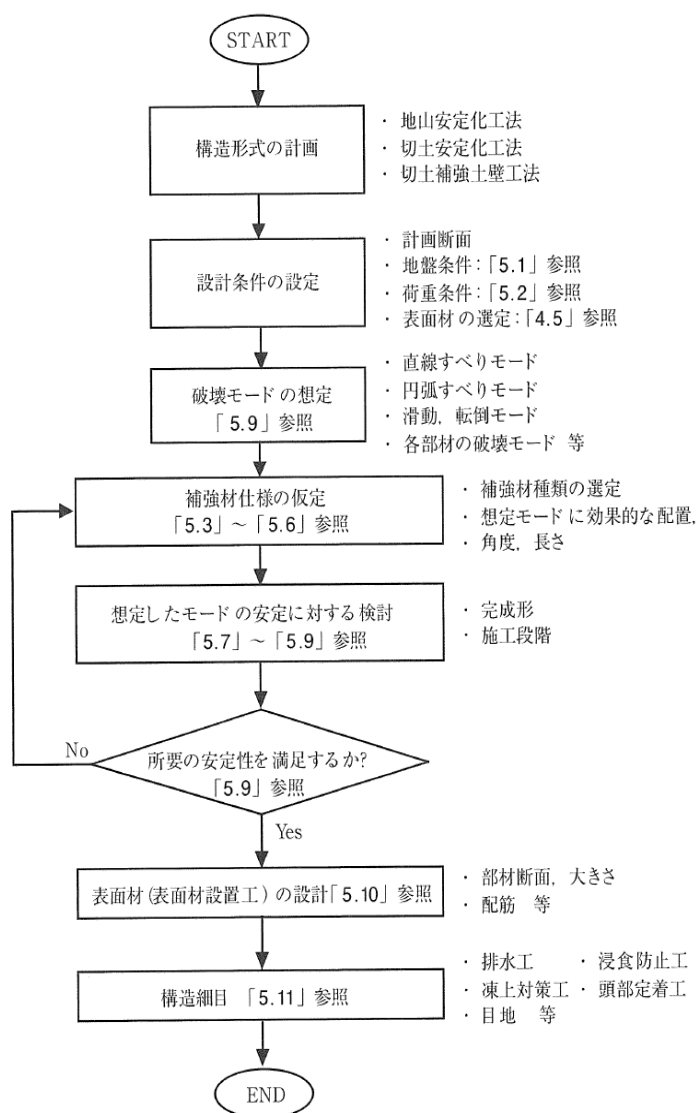 START
構造形式の計画
・ 地山安定化工法
・ 切土安定化工法
・ 切土補強土壁工法
設計条件の設定
・ 計画断面
・ 地盤条件：「5.1」参照
・ 荷重条件：「5.2」参照
・ 表面材の選定：「4.5」参照
破壊モードの想定
「5.9」参照
・ 直線すべりモード
・ 円弧すべりモード
・ 滑動，転倒モード
・ 各部材の破壊モード 等
補強材仕様の仮定
「5.3」～「5.6」参照
・ 補強材種類の選定
・ 想定モードに効果的な配置,
・ 角度，長さ
想定したモードの安定に対する検討
「5.7」～「5.9」参照
・ 完成形
・ 施工段階
所要の安定性を満足するか?
「5.9」参照
No
Yes
表面材(表面材設置工)の設計「5.10」参照
・ 部材断面，大きさ
・ 配筋 等
構造細目 「5.11」参照
・ 排水工 ・ 浸食防止工
・ 凍上対策工 ・ 頭部定着工
・ 目地 等
END